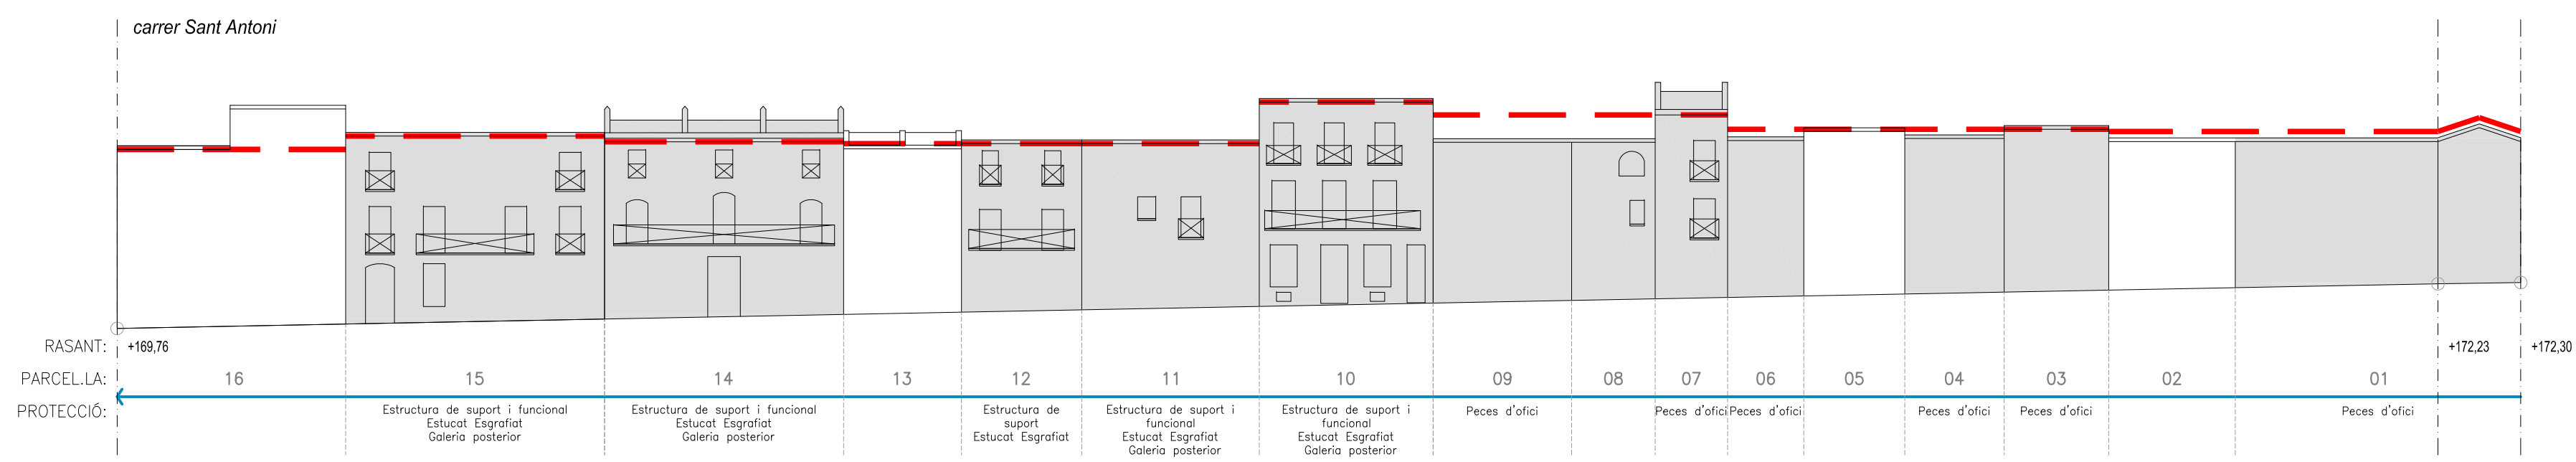 carrer Sant Antoni
RASANT: +169,76 +172,23 +172,30
PARCEL.LA: 16 15 14 13 12 11 10 09 08 07 06 05 04 03 02 01
PROTECCIÓ:
Estructura de suport i funcional
Estucat Esgrafiat
Galeria posterior
Estructura de suport i funcional
Estucat Esgrafiat
Galeria posterior
Estructura de
suport
Estucat Esgrafiat
Estructura de suport i
funcional
Estucat Esgrafiat
Galeria posterior
Estructura de suport i
funcional
Estucat Esgrafiat
Galeria posterior
Peces d'ofici
Peces d'ofici
Peces d'ofici
Peces d'ofici
Peces d'ofici
Peces d'ofici